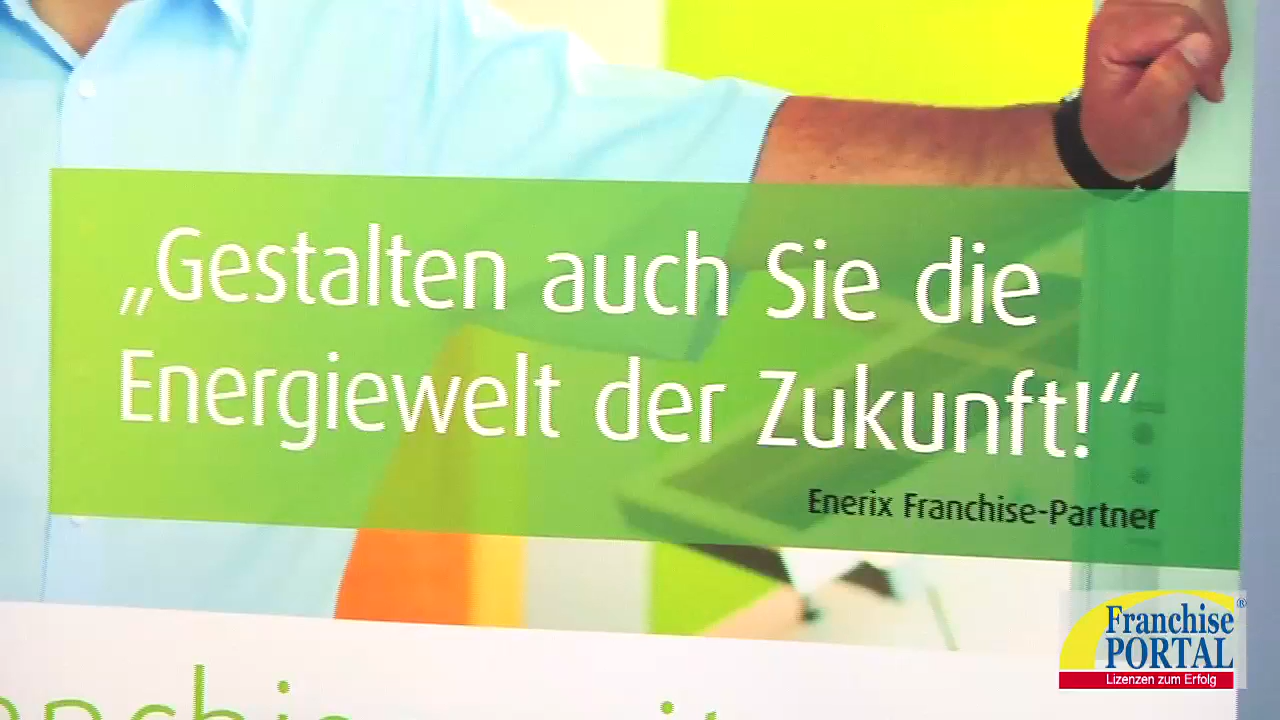 „Gestalten auch Sie die
Energiewelt der Zukunft!“
Enerix Franchise-Partner
Franchise®
PORTAL
Lizenzen zum Erfolg